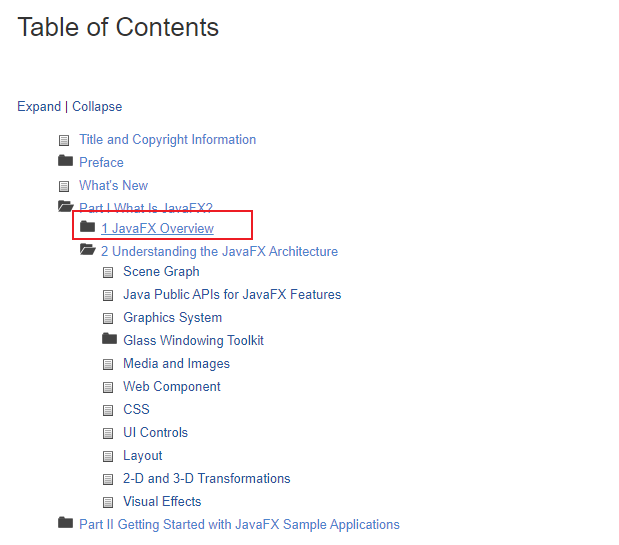 Table of Contents
Expand | Collapse
Title and Copyright Information
Preface
What's New
Part I What Is JavaFX?
1 JavaFX Overview
2 Understanding the JavaFX Architecture
Scene Graph
Java Public APIs for JavaFX Features
Graphics System
Glass Windowing Toolkit
Media and Images
Web Component
CSS
UI Controls
Layout
2-D and 3-D Transformations
Visual Effects
Part II Getting Started with JavaFX Sample Applications